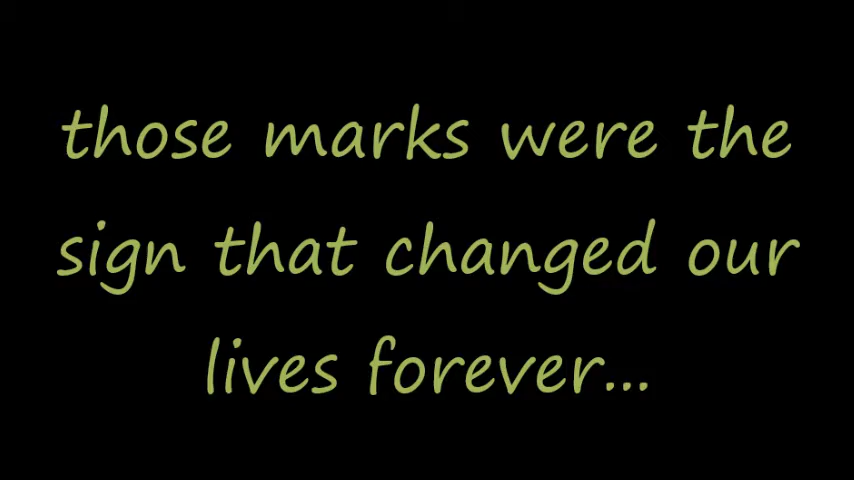 those marks were the
sign that changed our
lives forever...